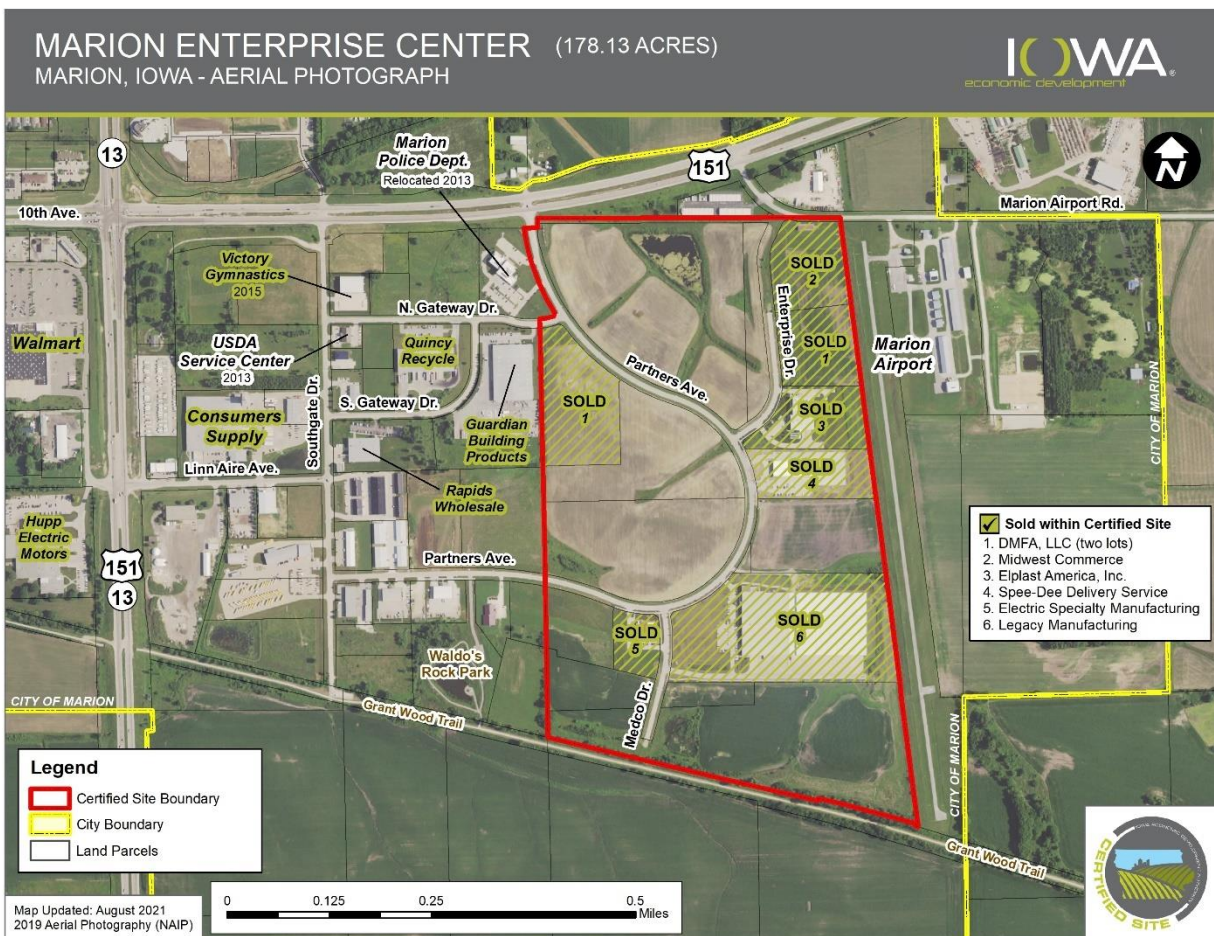 MARION ENTERPRISE CENTER (178.13 ACRES)
MARION, IOWA - AERIAL PHOTOGRAPH
IOWA®
economic development
13
Marion
Police Dept.
Relocated 2013
151
N
10th Ave.
Marion Airport Rd.
Victory
Gymnastics
2015
SOLD
2
N. Gateway Dr.
Enterprise Dr.
Walmart
USDA
Service Center
2013
Quincy
Recycle
SOLD
1
Marion
Airport
Partners Ave.
CITY OF MARION
S. Gateway Dr.
SOLD
1
Southgate Dr.
Consumers
Supply
Guardian
Building
Products
SOLD
3
Linn Aire Ave.
SOLD
4
Rapids
Wholesale
Hupp
Electric
Motors
Sold within Certified Site
1. DMFA, LLC (two lots)
2. Midwest Commerce
3. Elplast America, Inc.
4. Spee-Dee Delivery Service
5. Electric Specialty Manufacturing
6. Legacy Manufacturing
Partners Ave.
151
13
SOLD
5
SOLD
6
Waldo's
Rock Park
Medco Dr.
CITY OF MARION
Grant Wood Trail
CITY OF MARION
Legend
Certified Site Boundary
City Boundary
Land Parcels
Grant Wood Trail
0 0.125 0.25 0.5
Miles
Map Updated: August 2021
2019 Aerial Photography (NAIP)
CERTIFIED SITE